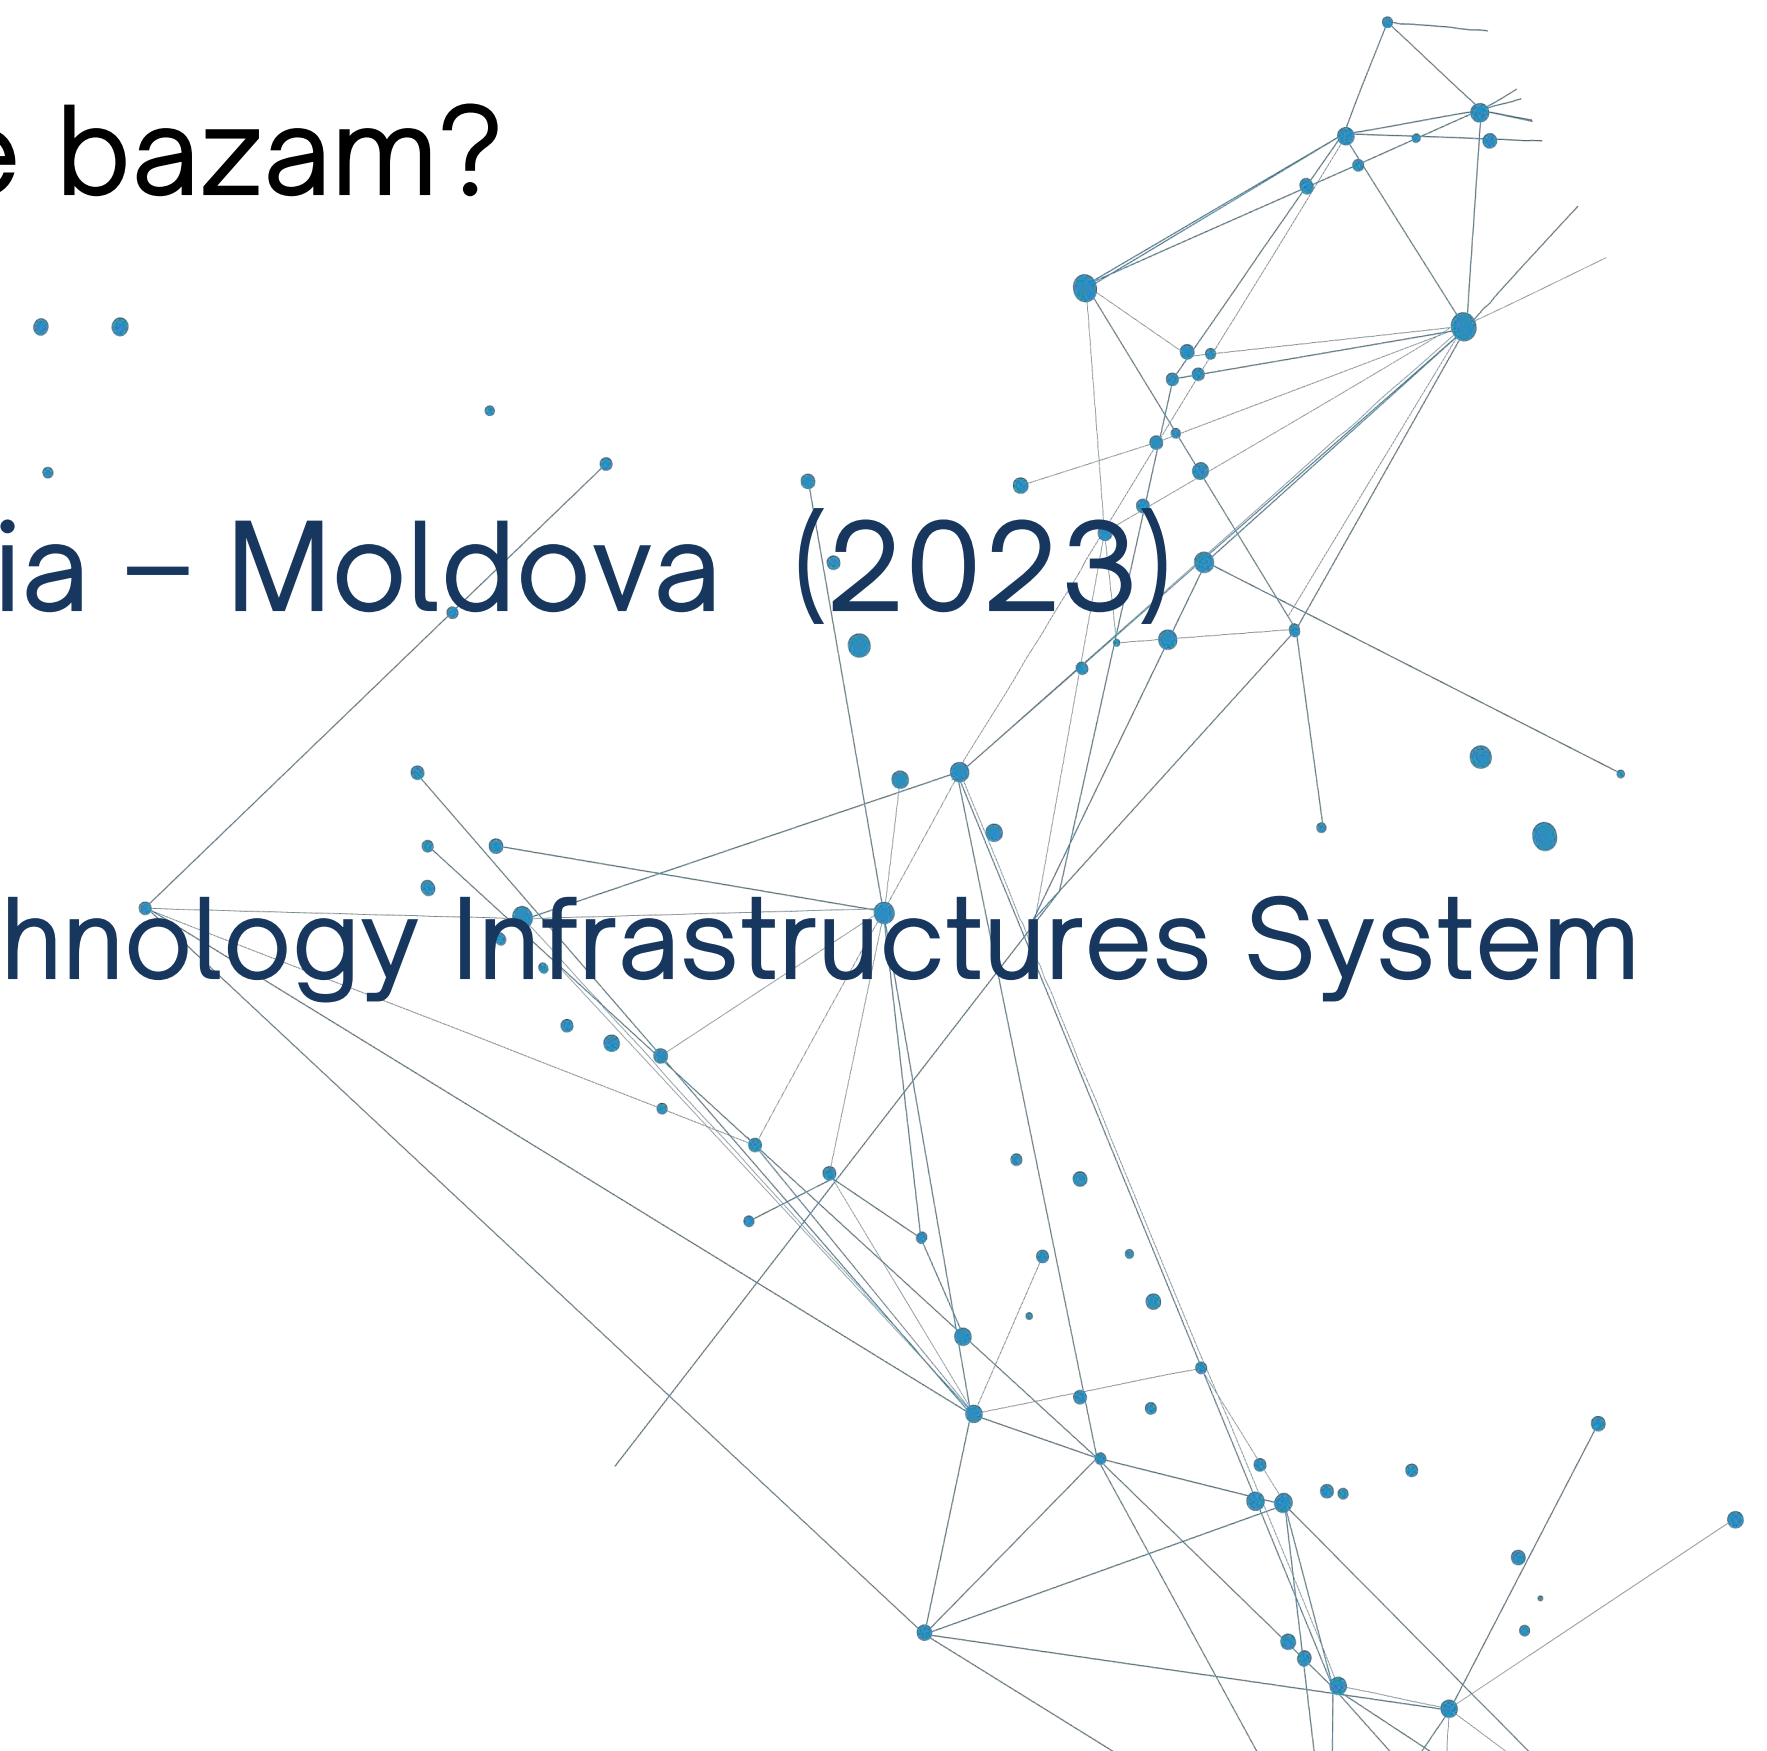 e bazam?
ia – Moldova (2023)
hnology Infrastructures System